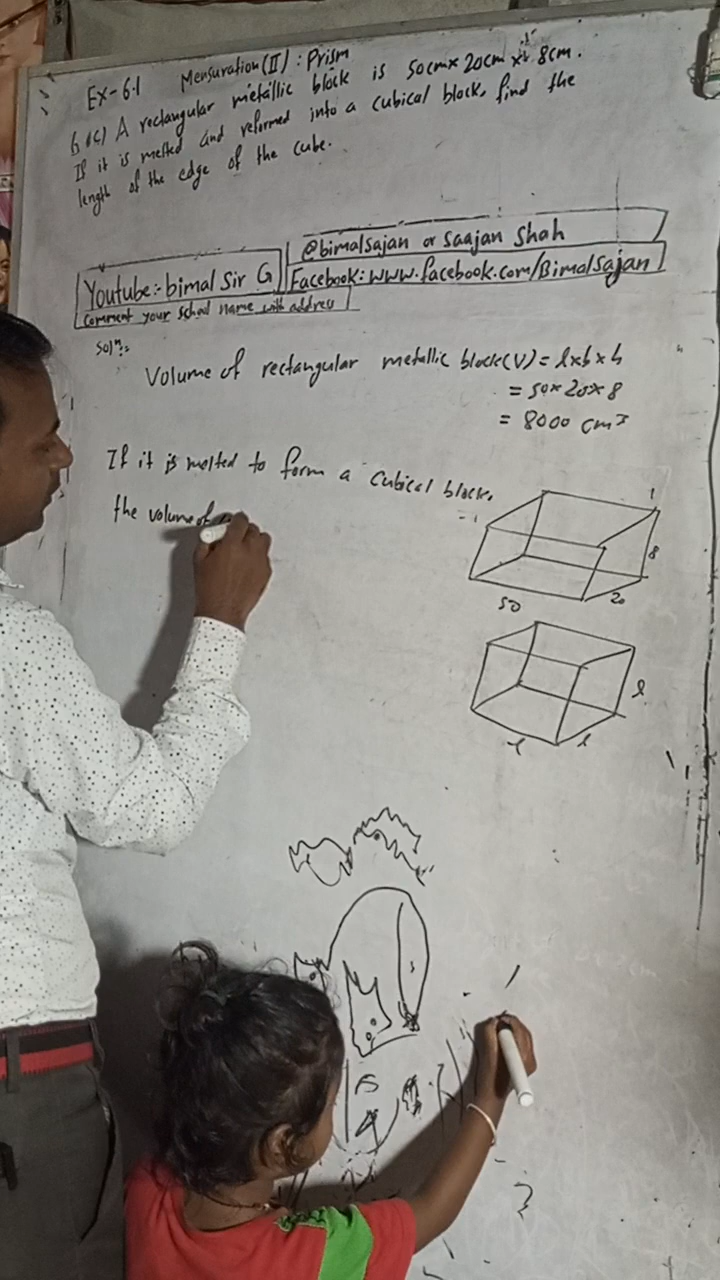 Ex-6.1 Mensuration (II) : Prism
6.(c) A rectangular metallic block is 50cm × 20cm × 8cm.
If it is melted and reformed into a cubical block, find the
length of the edge of the cube.
@bimalsajan or Saajan Shah
Youtube:- bimal Sir G
Facebook: www.facebook.com/Bimalsajan
Comment your school name with address
Solⁿ:-
Volume of rectangular metallic block (V) = l×b×h
= 50×20×8
= 8000 cm³
If it is melted to form a cubical block,
the volume of
8
50
20
l
l
l